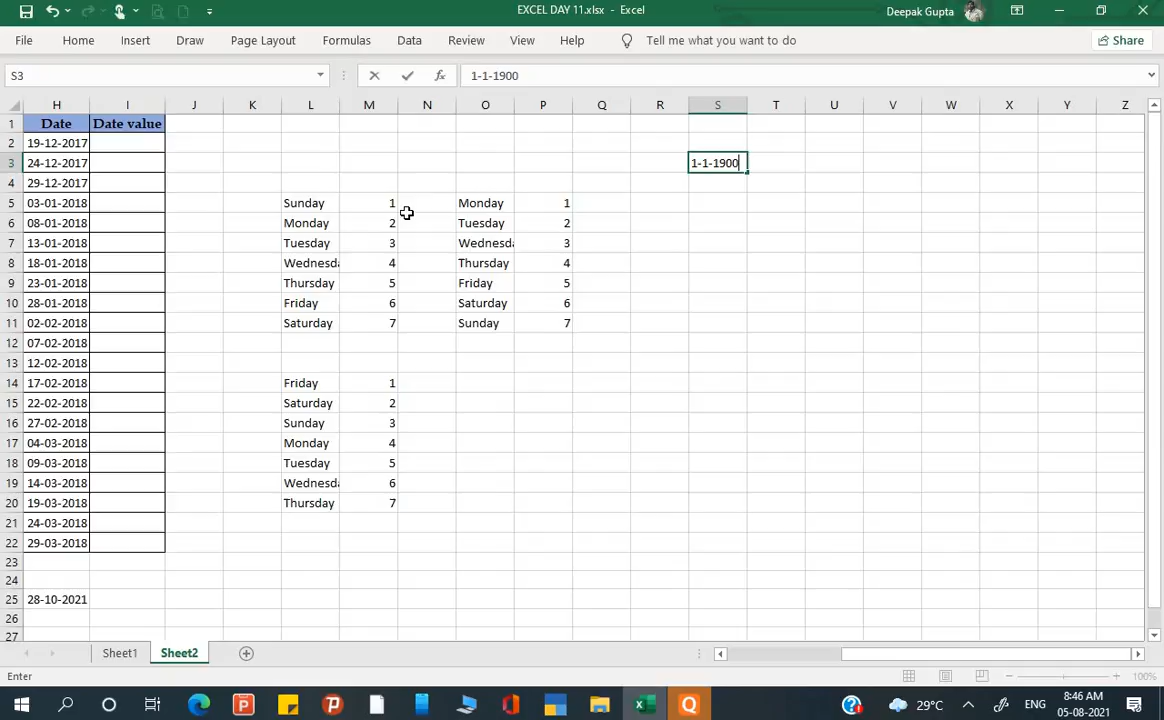 EXCEL DAY 11.xlsx - Excel
Deepak Gupta
File Home Insert Draw Page Layout Formulas Data Review View Help Tell me what you want to do Share
S3 fx 1-1-1900
H I J K L M N O P Q R S T U V W X Y Z
1 Date Date value
2 19-12-2017
3 24-12-2017 1-1-1900
4 29-12-2017
5 03-01-2018 Sunday 1 Monday 1
6 08-01-2018 Monday 2 Tuesday 2
7 13-01-2018 Tuesday 3 Wednesda 3
8 18-01-2018 Wednesda 4 Thursday 4
9 23-01-2018 Thursday 5 Friday 5
10 28-01-2018 Friday 6 Saturday 6
11 02-02-2018 Saturday 7 Sunday 7
12 07-02-2018
13 12-02-2018
14 17-02-2018 Friday 1
15 22-02-2018 Saturday 2
16 27-02-2018 Sunday 3
17 04-03-2018 Monday 4
18 09-03-2018 Tuesday 5
19 14-03-2018 Wednesda 6
20 19-03-2018 Thursday 7
21 24-03-2018
22 29-03-2018
23
24
25 28-10-2021
26
27
Sheet1 Sheet2
Enter 100%
29°C ENG 8:46 AM
05-08-2021